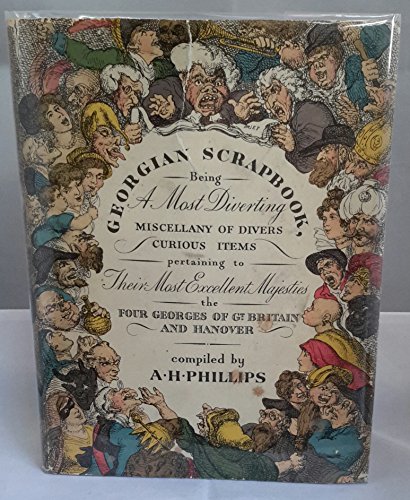 DUET
GEORGIAN SCRAPBOOK,
Being
A Most Diverting
MISCELLANY OF DIVERS
CURIOUS ITEMS
pertaining to
Their Most Excellent Majesties
the
FOUR GEORGES OF GT BRITAIN
AND HANOVER
compiled by
A·H·PHILLIPS